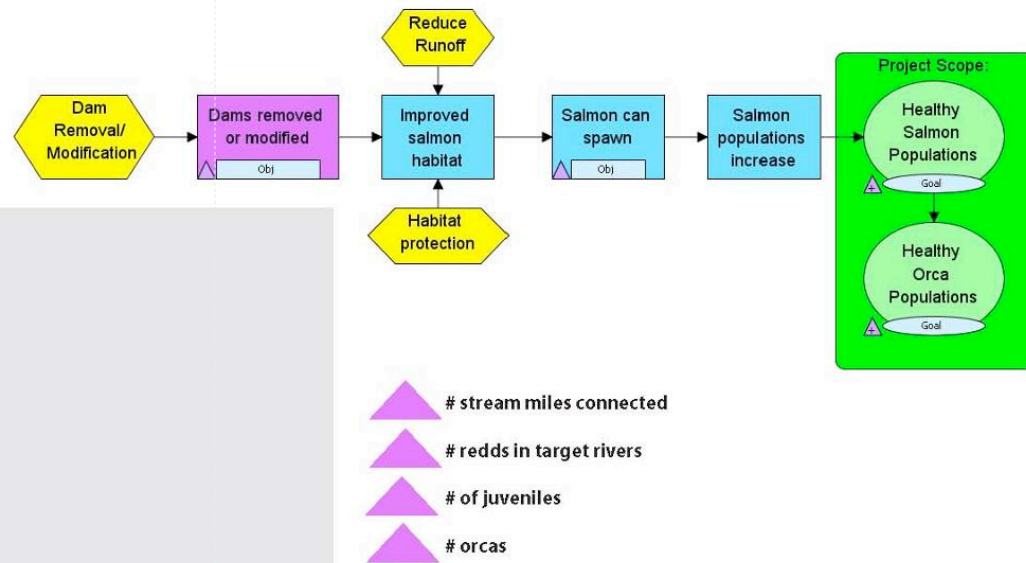 Reduce
Runoff
Project Scope:
Dam
Removal/
Modification
Dams removed
or modified
Obj
Improved
salmon
habitat
Salmon can
spawn
Obj
Salmon
populations
increase
Healthy
Salmon
Populations
+
Goal
Habitat
protection
Healthy
Orca
Populations
+
Goal
# stream miles connected
# redds in target rivers
# of juveniles
# orcas